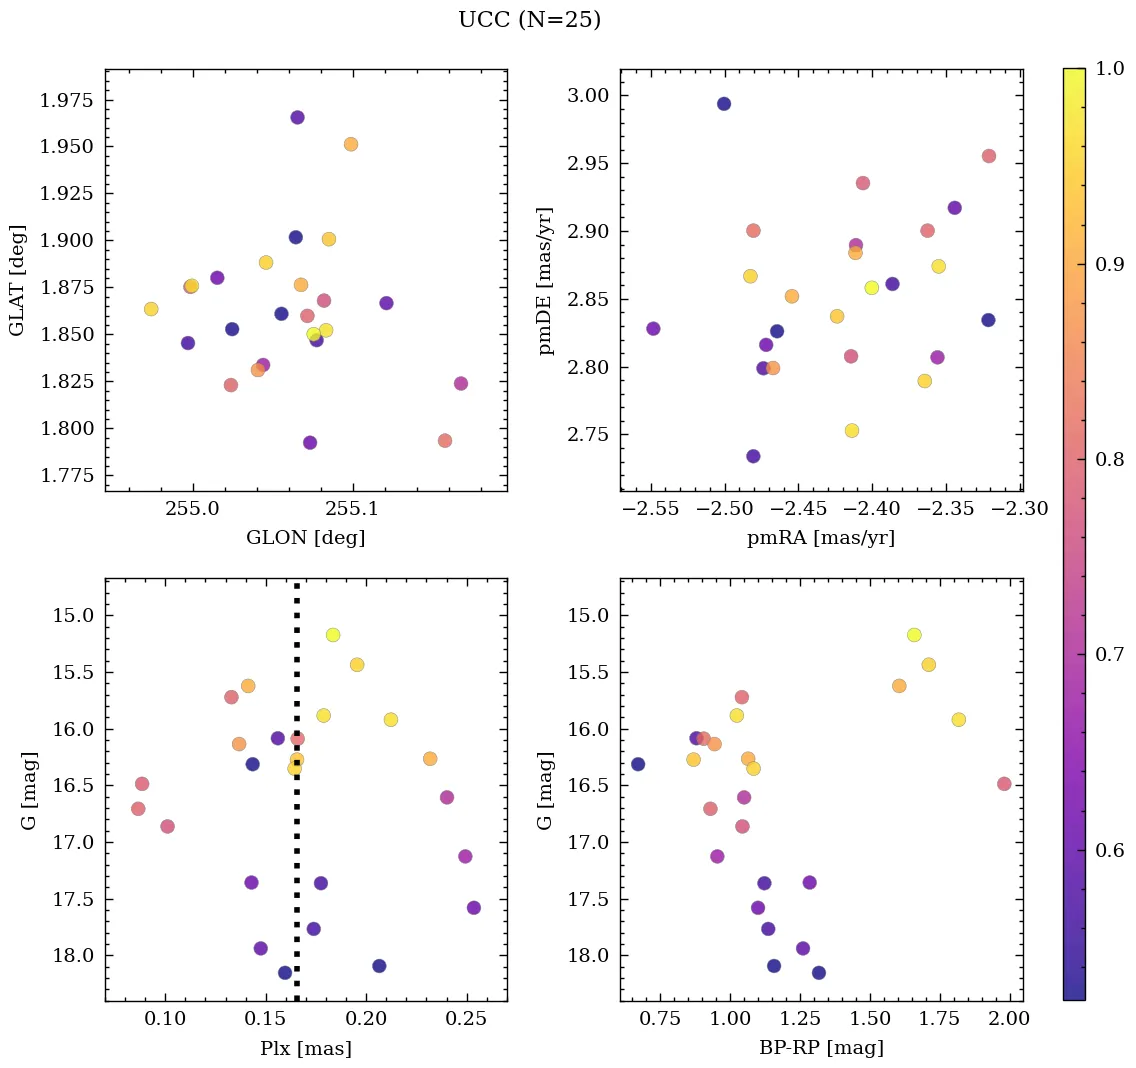 UCC (N=25)
1.975
1.950
1.925
1.900
1.875
1.850
1.825
1.800
1.775
GLAT [deg]
255.0 255.1
GLON [deg]
3.00
2.95
2.90
2.85
2.80
2.75
pmDE [mas/yr]
−2.55 −2.50 −2.45 −2.40 −2.35 −2.30
pmRA [mas/yr]
15.0
15.5
16.0
16.5
17.0
17.5
18.0
G [mag]
0.10 0.15 0.20 0.25
Plx [mas]
15.0
15.5
16.0
16.5
17.0
17.5
18.0
G [mag]
0.75 1.00 1.25 1.50 1.75 2.00
BP-RP [mag]
1.0
0.9
0.8
0.7
0.6